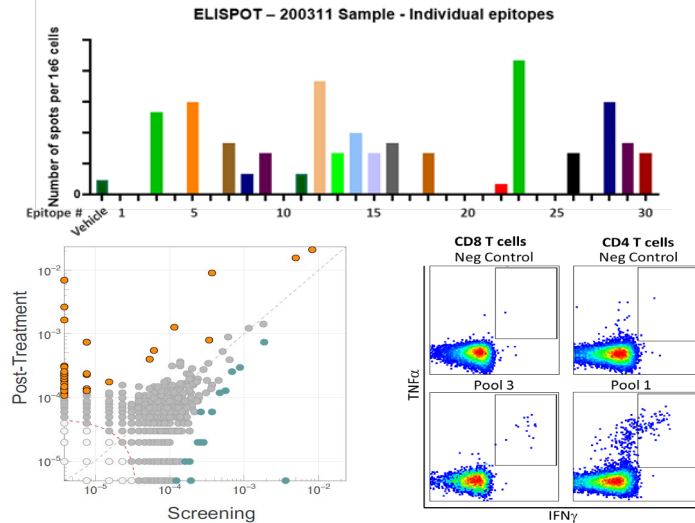 ELISPOT – 200311 Sample - Individual epitopes
Number of spots per 1e6 cells
Epitope # Vehicle 1 5 10 15 20 25 30
Post-Treatment
10⁻²
10⁻³
10⁻⁴
10⁻⁵
10⁻⁵ 10⁻⁴ 10⁻³ 10⁻²
Screening
CD8 T cells CD4 T cells
Neg Control Neg Control
TNFα
Pool 3 Pool 1
IFNγ